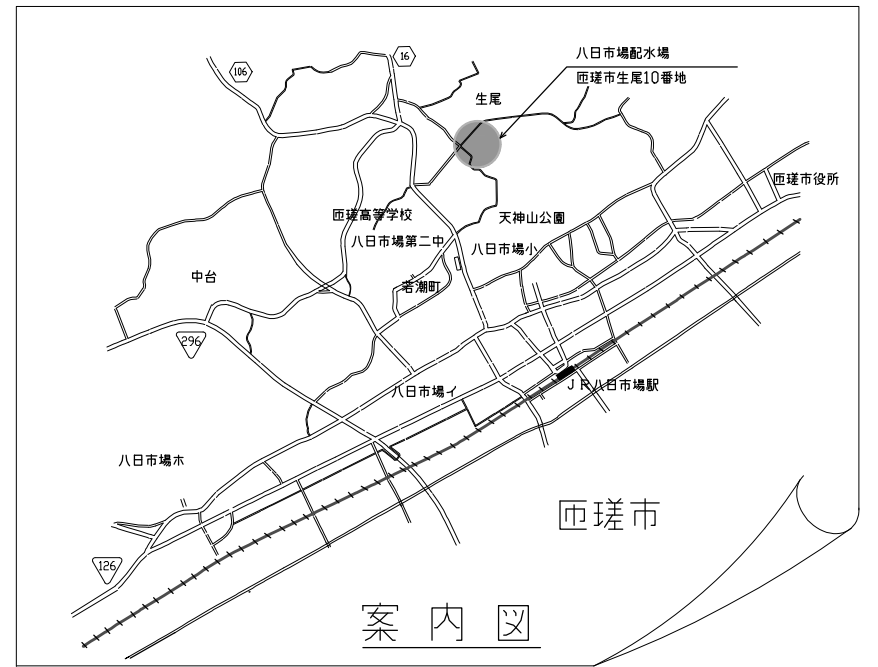 八日市場配水場
16
106
匝瑳市生尾10番地
生尾
匝瑳市役所
匝瑳高等学校
天神山公園
八日市場第二中
八日市場小
中台
若潮町
296
JR八日市場駅
八日市場イ
八日市場ホ
匝瑳市
126
案内図